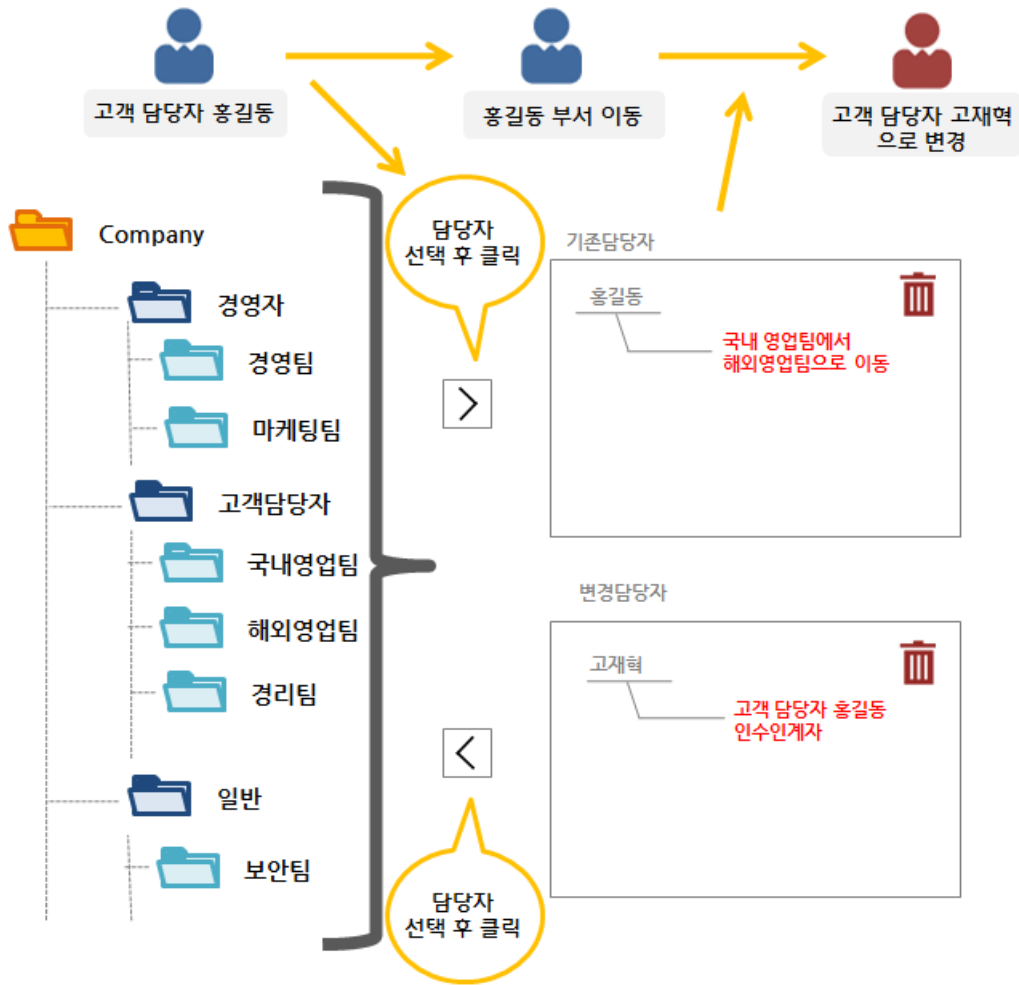 고객 담당자 홍길동
홍길동 부서 이동
고객 담당자 고재혁
으로 변경
Company
경영자
경영팀
마케팅팀
고객담당자
국내영업팀
해외영업팀
경리팀
일반
보안팀
담당자
선택 후 클릭
기존담당자
홍길동
국내 영업팀에서
해외영업팀으로 이동
변경담당자
고재혁
고객 담당자 홍길동
인수인계자
담당자
선택 후 클릭